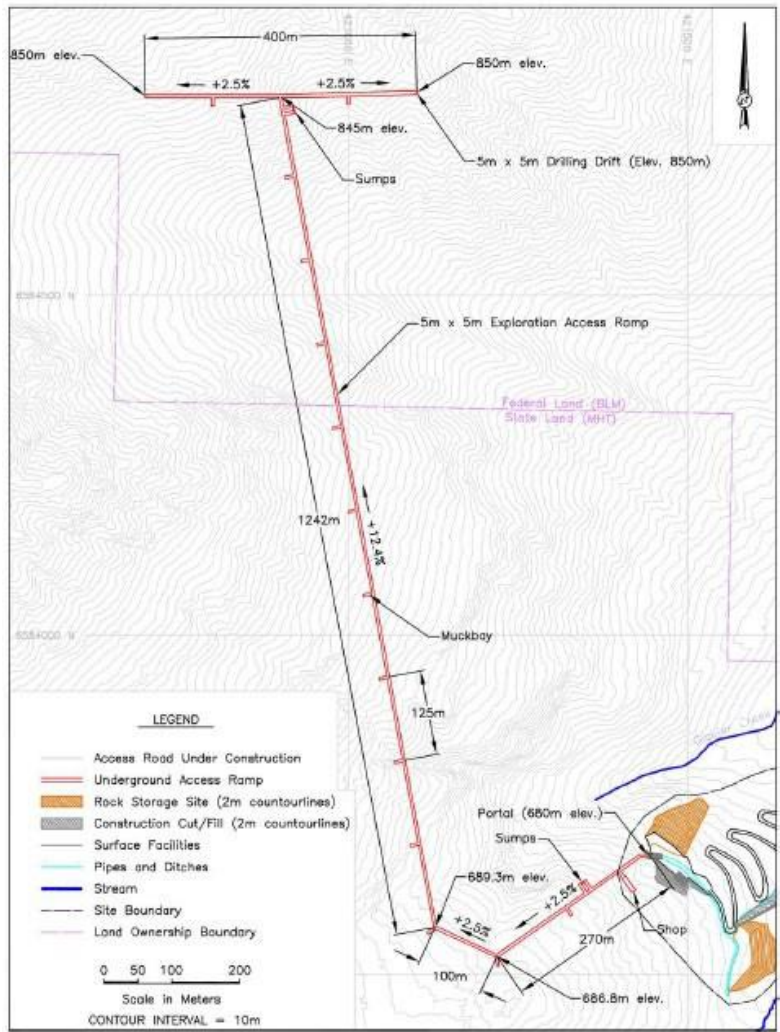 400m
850m elev.
850m elev.
+2.5%
+2.5%
845m elev.
5m x 5m Drilling Drift (Elev. 850m)
Sumps
5m x 5m Exploration Access Ramp
Federal Land (BLM)
State Land (MHT)
1242m
+12.4%
Muckbay
125m
Portal (680m elev.)
Sumps
689.3m elev.
+2.5%
+2.5%
Shop
270m
100m
686.8m elev.
LEGEND
Access Road Under Construction
Underground Access Ramp
Rock Storage Site (2m countourlines)
Construction Cut/Fill (2m countourlines)
Surface Facilities
Pipes and Ditches
Stream
Site Boundary
Land Ownership Boundary
0 50 100 200
Scale in Meters
CONTOUR INTERVAL = 10m